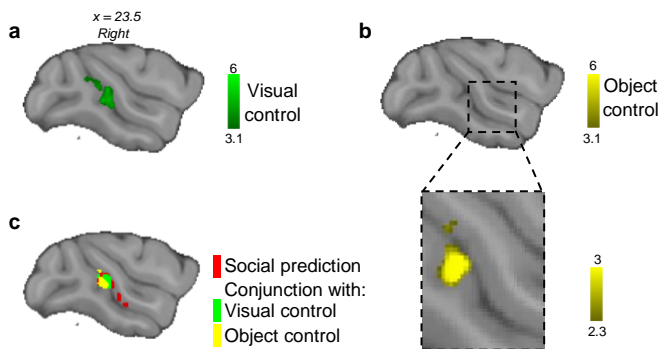 x = 23.5
Right
a
6
Visual
control
3.1
b
6
Object
control
3.1
c
Social prediction
Conjunction with:
Visual control
Object control
3
2.3